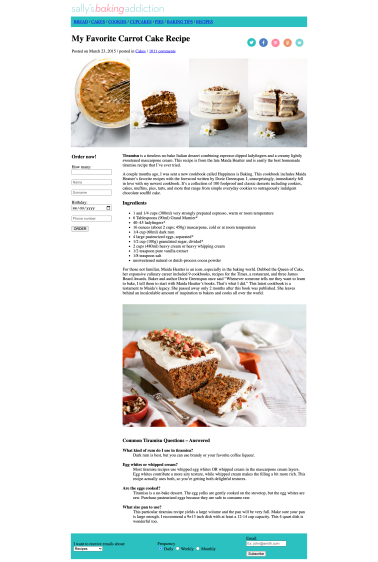 sally's baking addiction
BREAD / CAKES / COOKIES / CUPCAKES / PIES / BAKING TIPS / RECIPES
My Favorite Carrot Cake Recipe
Posted on March 23, 2015 / posted in Cakes / 1011 comments
Order now!
How many:
Name
Surname
Birthday:
mm/dd/yyyy
Phone number
ORDER
Tiramisu is a timeless no-bake Italian dessert combining espresso-dipped ladyfingers and a creamy lightly
sweetened mascarpone cream. This recipe is from the late Maida Heatter and is easily the best homemade
tiramisu recipe that I've ever tried.
A couple months ago, I was sent a new cookbook called Happiness is Baking. This cookbook includes Maida
Heatter's favorite recipes with the foreword written by Dorie Greenspan. I, unsurprisingly, immediately fell
in love with my newest cookbook. It's a collection of 100 foolproof and classic desserts including cookies,
cakes, muffins, pies, tarts, and more that range from simple everyday cookies to outrageously indulgent
chocolate souffle cake.
Ingredients
1 and 1/4 cups (300ml) very strongly prepared espresso, warm or room temperature
6 Tablespoons (90ml) Grand Marnier*
40–45 ladyfingers*
16 ounces (about 2 cups; 450g) mascarpone, cold or at room temperature
1/4 cup (60ml) dark rum
4 large pasteurized eggs, separated*
1/2 cup (100g) granulated sugar, divided*
2 cups (480ml) heavy cream or heavy whipping cream
1/2 teaspoon pure vanilla extract
1/8 teaspoon salt
unsweetened natural or dutch-process cocoa powder
For those not familiar, Maida Heatter is an icon, especially in the baking world. Dubbed the Queen of Cake,
her expansive culinary career included 9 cookbooks, recipes for the Times, a restaurant, and three James
Beard Awards. Baker and author Dorie Greenspan once said "Whenever someone tells me they want to learn
to bake, I tell them to start with Maida Heatter's books. That's what I did." This latest cookbook is a
testament to Maida's legacy. She passed away only 2 months after this book was published. She leaves
behind an incalculable amount of inspiration to bakers and cooks all over the world.
Common Tiramisu Questions – Answered
What kind of rum do I use in tiramisu?
Dark rum is best, but you can use brandy or your favorite coffee liqueur.
Egg whites or whipped cream?
Most tiramisu recipes use whipped egg whites OR whipped cream in the mascarpone cream layers.
Egg whites contribute a more airy texture, while whipped cream makes the filling a bit more rich. This
recipe actually uses both, so you're getting both delightful textures
Are the eggs cooked?
Tiramisu is a no-bake dessert. The egg yolks are gently cooked on the stovetop, but the egg whites are
raw. Purchase pasteurized eggs because they are safe to consume raw.
What size pan to use?
This particular tiramisu recipe yields a large volume and the pan will be very full. Make sure your pan
is large enough. I recommend a 9x13 inch dish with at least a 12-14 cup capacity. This 4 quart dish is
wonderful too.
I want to receive emails about:
Recipes
Frequency
Daily Weekly Monthly
Email
Subscribe